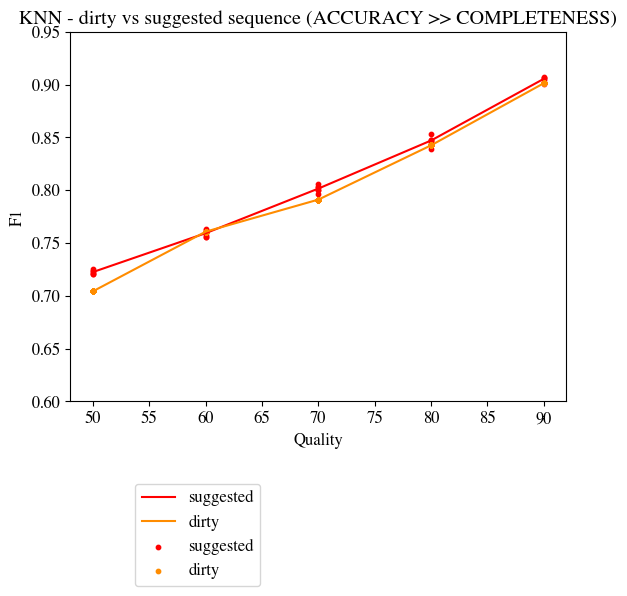 KNN - dirty vs suggested sequence (ACCURACY >> COMPLETENESS)
0.95
0.90
0.85
0.80
0.75
0.70
0.65
0.60
F1
50 55 60 65 70 75 80 85 90
Quality
suggested
dirty
suggested
dirty